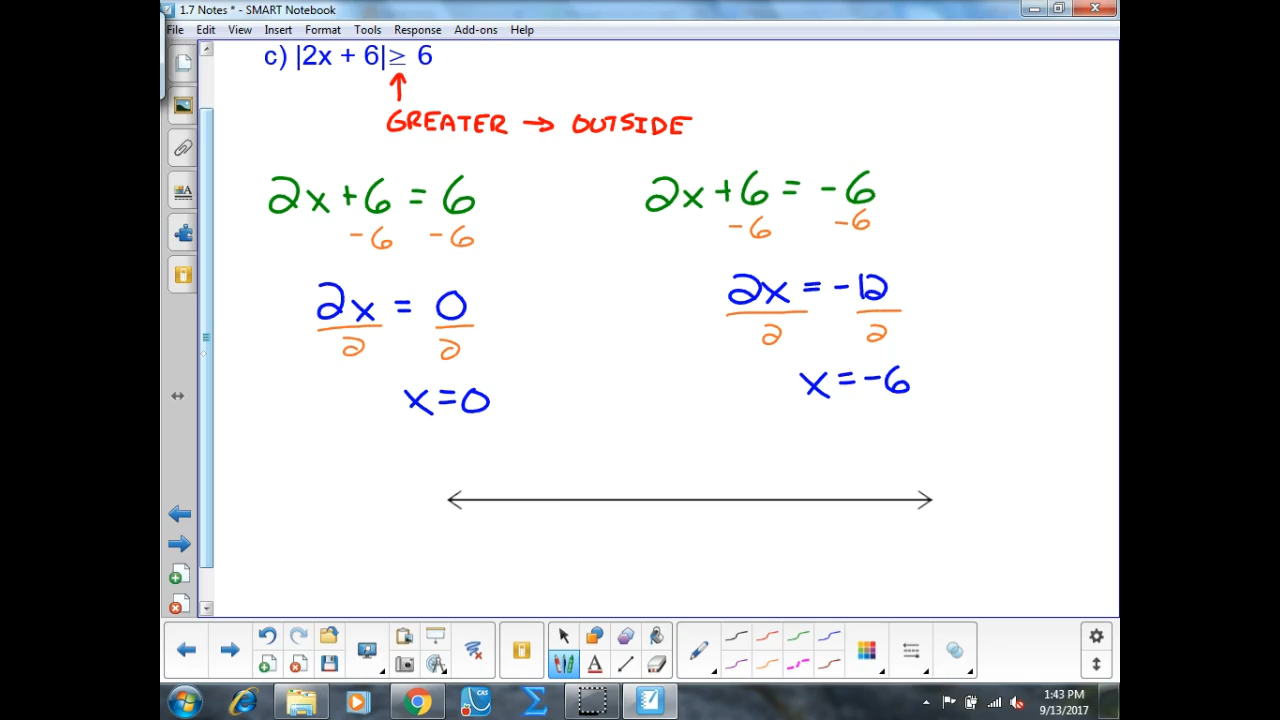 1.7 Notes * - SMART Notebook
File Edit View Insert Format Tools Response Add-ons Help
c) |2x + 6| ≥ 6
GREATER → OUTSIDE
2x+6 = 6
-6 -6
2x = 0
2 2
x=0
2x+6 = -6
-6 -6
2x = -12
2 2
x=-6
A
CAS
1:43 PM
9/13/2017